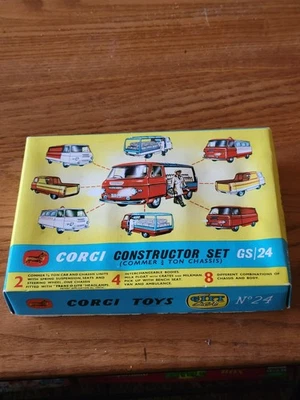 CORGI CONSTRUCTOR SET GS/24
(COMMER ¾ TON CHASSIS)
2 COMMER ¾ TON CAB AND CHASSIS UNITS
WITH SPRING SUSPENSION, SEATS AND
STEERING WHEEL. ONE CHASSIS
FITTED WITH "TRANS-O-LITE" HEADLAMPS
4 INTERCHANGEABLE BODIES.
MILK FLOAT WITH CRATES AND MILKMAN.
PICK UP WITH BENCH SEAT.
VAN AND AMBULANCE
8 DIFFERENT COMBINATIONS OF
CHASSIS AND BODY.
CORGI TOYS
Nº24